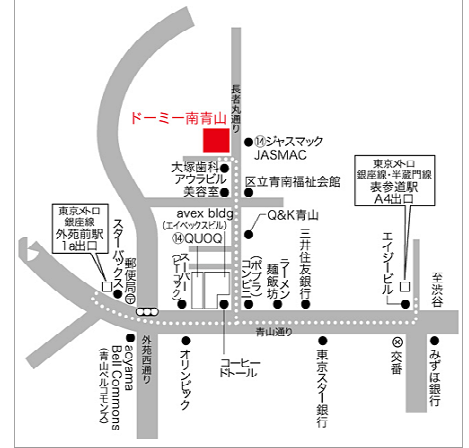 長者丸通り
ドーミー南青山
⑭ジャスマック
JASMAC
大塚歯科
アウラビル
美容室
区立青南福祉会館
東京メトロ
銀座線・半蔵門線
表参道駅
A4出口
東京メトロ
銀座線
外苑前駅
1a出口
avex bldg
(エイベックスビル)
⑭QUOQ
Q&K青山
スターバックス
郵便局
スーパー
コンビニ
(ポプラ)
麺飯坊
ラーメン
三井住友銀行
エイジービル
至渋谷
青山通り
外苑西通り
aoyama
Bell Commons
(青山ベルコモンズ)
オリンピック
コーヒー
ドトール
東京スター銀行
交番
みずほ銀行